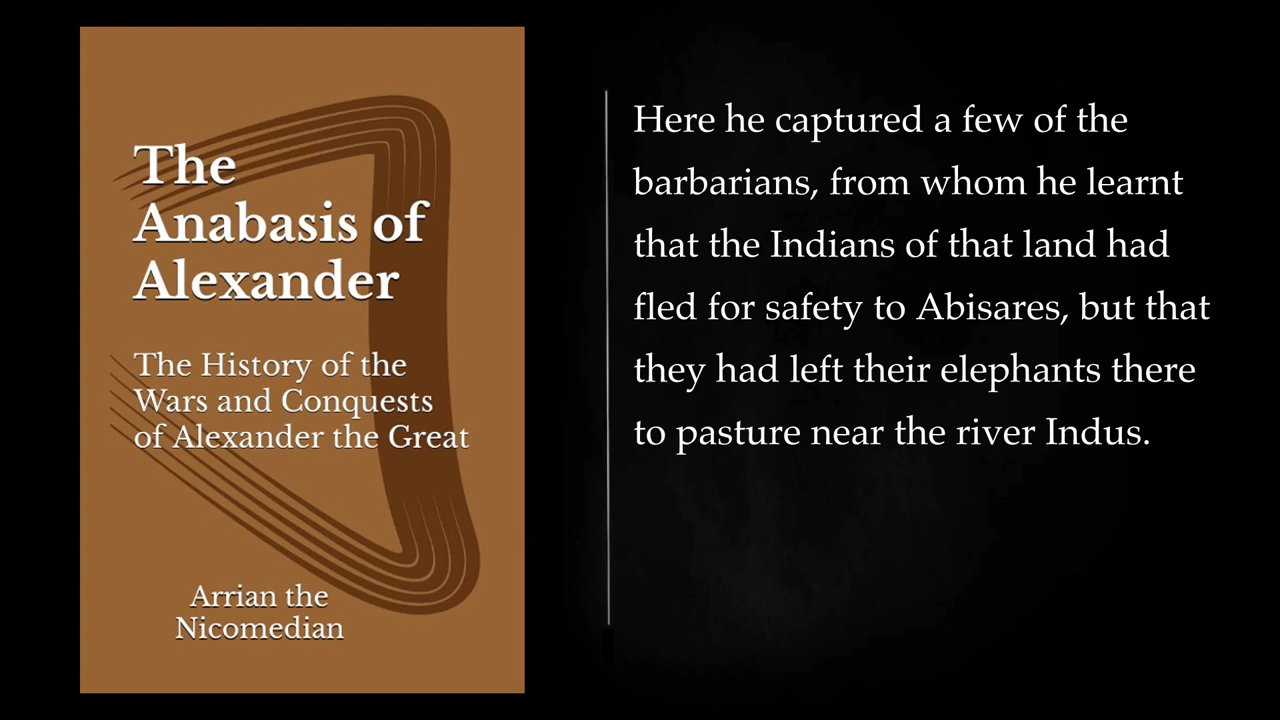 The
Anabasis of
Alexander
The History of the
Wars and Conquests
of Alexander the Great
Arrian the
Nicomedian
Here he captured a few of the
barbarians, from whom he learnt
that the Indians of that land had
fled for safety to Abisares, but that
they had left their elephants there
to pasture near the river Indus.